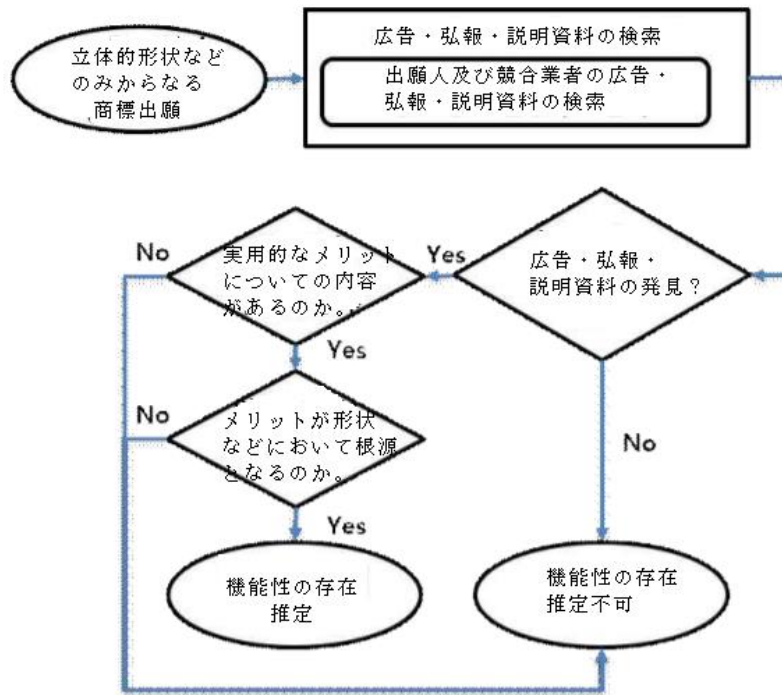 立体的形状など
のみからなる
商標出願
広告・弘報・説明資料の検索
出願人及び競合業者の広告・
弘報・説明資料の検索
広告・弘報・
説明資料の発見？
Yes
No
実用的なメリット
についての内容
があるのか。
No
Yes
メリットが形状
などにおいて根源
となるのか。
No
Yes
機能性の存在
推定
機能性の存在
推定不可